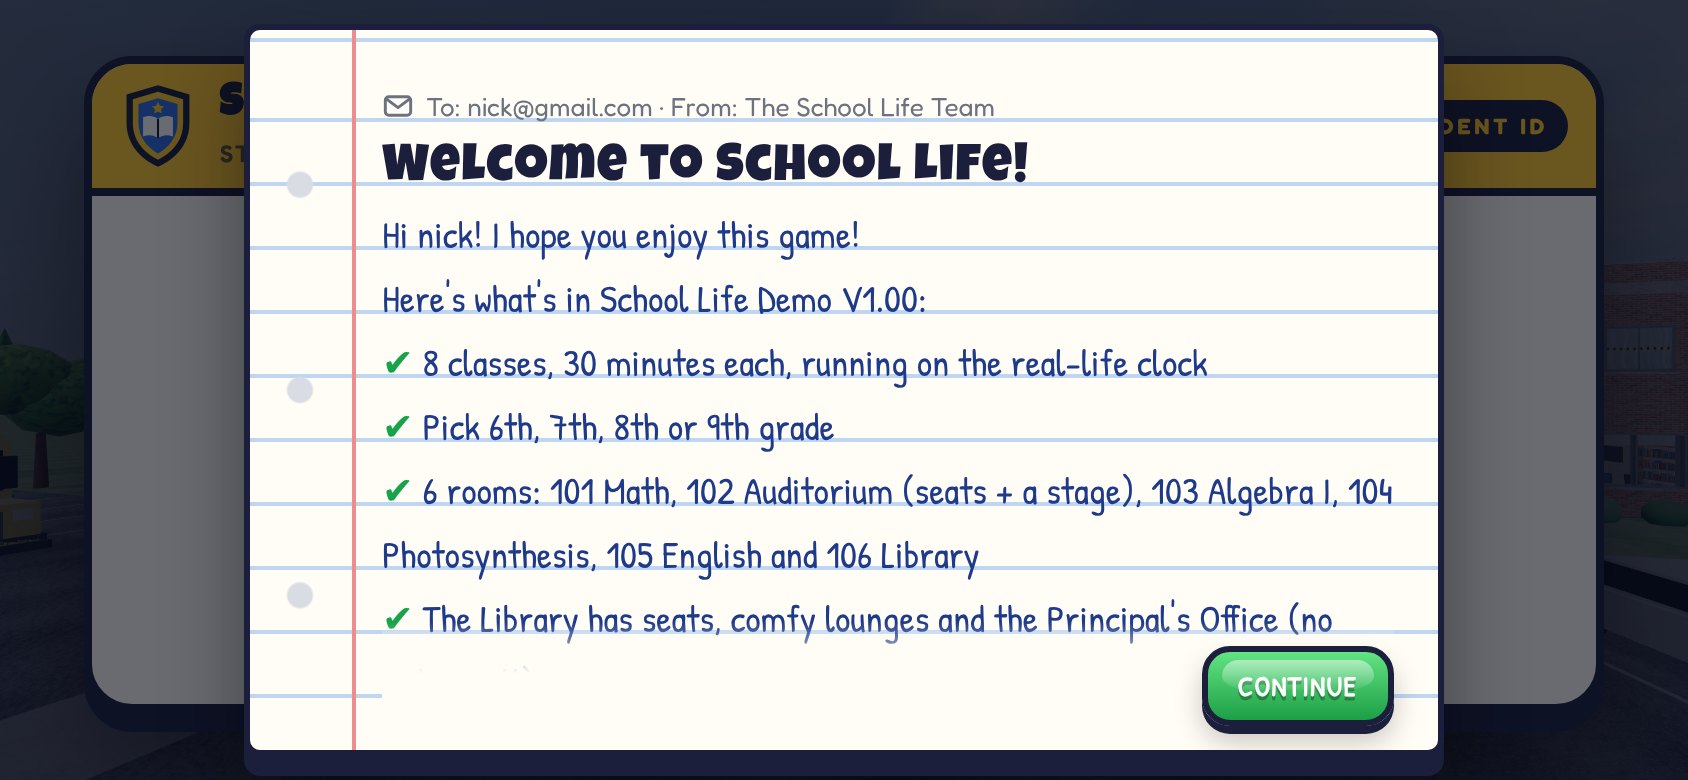 To: nick@gmail.com · From: The School Life Team
Welcome to School Life!
Hi nick! I hope you enjoy this game!
Here's what's in School Life Demo V1.00:
✔ 8 classes, 30 minutes each, running on the real-life clock
✔ Pick 6th, 7th, 8th or 9th grade
✔ 6 rooms: 101 Math, 102 Auditorium (seats + a stage), 103 Algebra I, 104
Photosynthesis, 105 English and 106 Library
✔ The Library has seats, comfy lounges and the Principal's Office (no
CONTINUE
ID